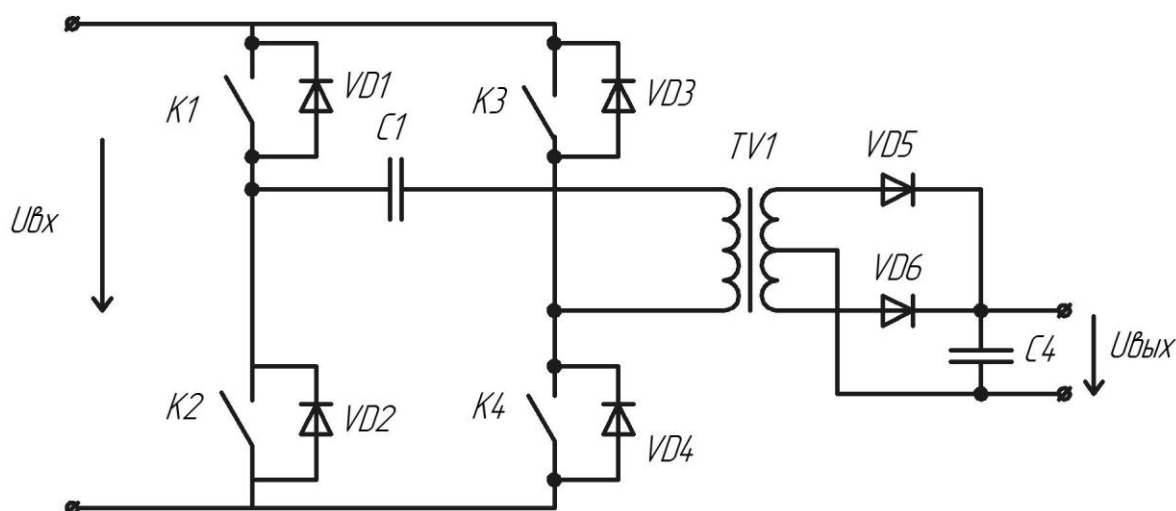 K1
VD1
C1
K3
VD3
TV1
VD5
Uвх
VD6
C4
Uвых
K2
VD2
K4
VD4